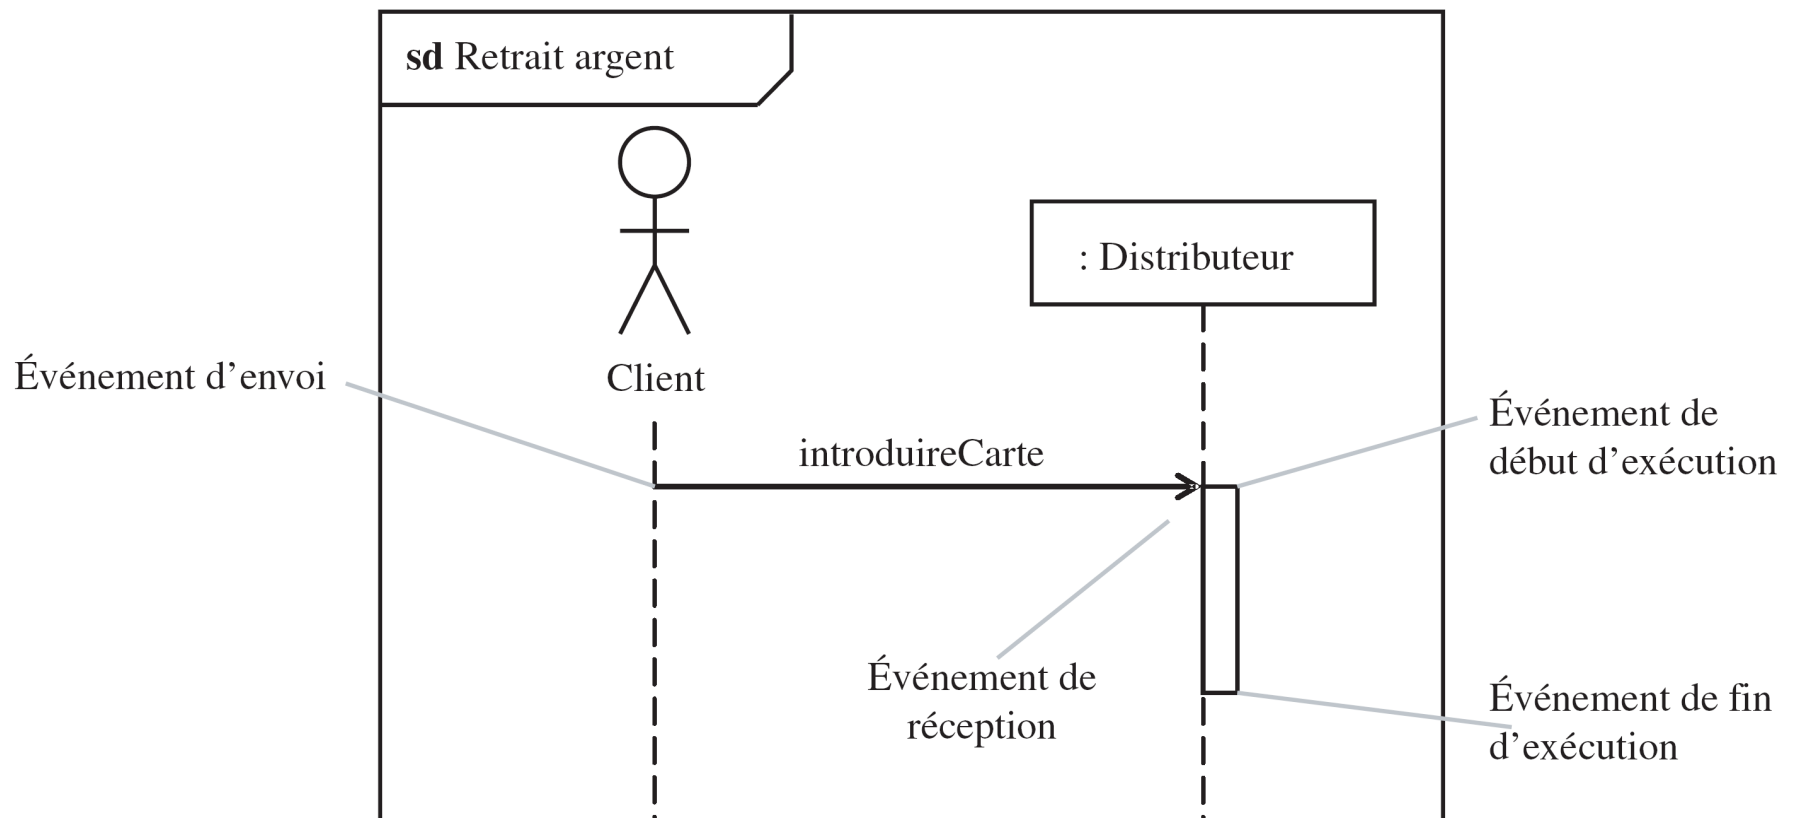 sd Retrait argent
: Distributeur
Événement d’envoi
Client
Événement de
début d’exécution
introduireCarte
Événement de
réception
Événement de fin
d’exécution